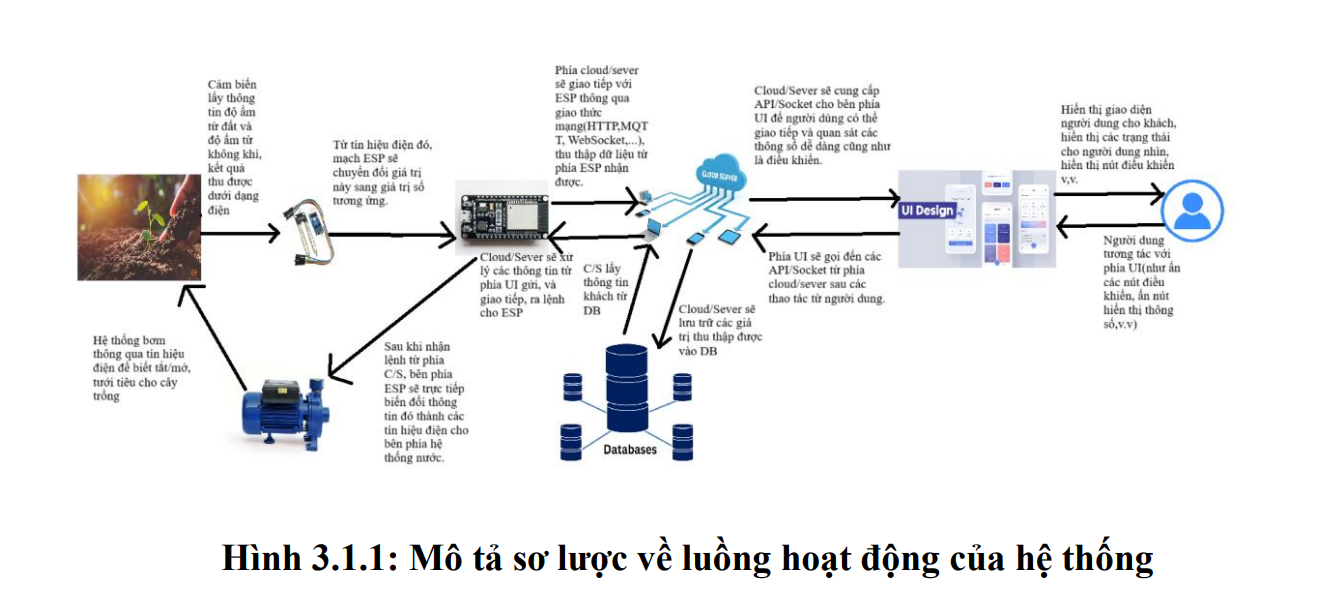 Cảm biến
lấy thông
tin độ ẩm
từ đất và
độ ẩm từ
không khí,
kết quả
thu được
dưới dạng
điện
Từ tín hiệu điện đó,
mạch ESP sẽ
chuyển đổi giá trị
này sang giá trị số
tương ứng.
Phía cloud/sever
sẽ giao tiếp với
ESP thông qua
giao thức
mạng(HTTP,MQT
T, WebSocket,...),
thu thập dữ liệu từ
phía ESP nhận
được.
CLOUD SERVER
Cloud/Sever sẽ cung cấp
API/Socket cho bên phía
UI để người dùng có thể
giao tiếp và quan sát các
thông số dễ dàng cũng như
là điều khiển.
UI Design
Hiển thị giao diện
người dung cho khách,
hiển thị các trạng thái
cho người dung nhìn,
hiển thị nút điều khiển
v,v.
Cloud/Sever sẽ xử
lý các thông tin từ
phía UI gửi, và
giao tiếp, ra lệnh
cho ESP
C/S lấy
thông tin
khách từ
DB
Cloud/Sever sẽ
lưu trữ các giá
trị thu thập được
vào DB
Phía UI sẽ gọi đến các
API/Socket từ phía
cloud/sever sau các
thao tác từ người dung.
Người dung
tương tác với
phía UI(như ấn
các nút điều
khiển, ấn nút
hiển thị thông
số,v.v)
Hệ thống bơm
thông qua tín hiệu
điện để biết tắt/mở,
tưới tiêu cho cây
trồng
Sau khi nhận
lệnh từ phía
C/S, bên phía
ESP sẽ trực tiếp
biến đổi thông
tin đó thành các
tín hiệu điện cho
bên phía hệ
thống nước.
Databases
Hình 3.1.1: Mô tả sơ lược về luồng hoạt động của hệ thống